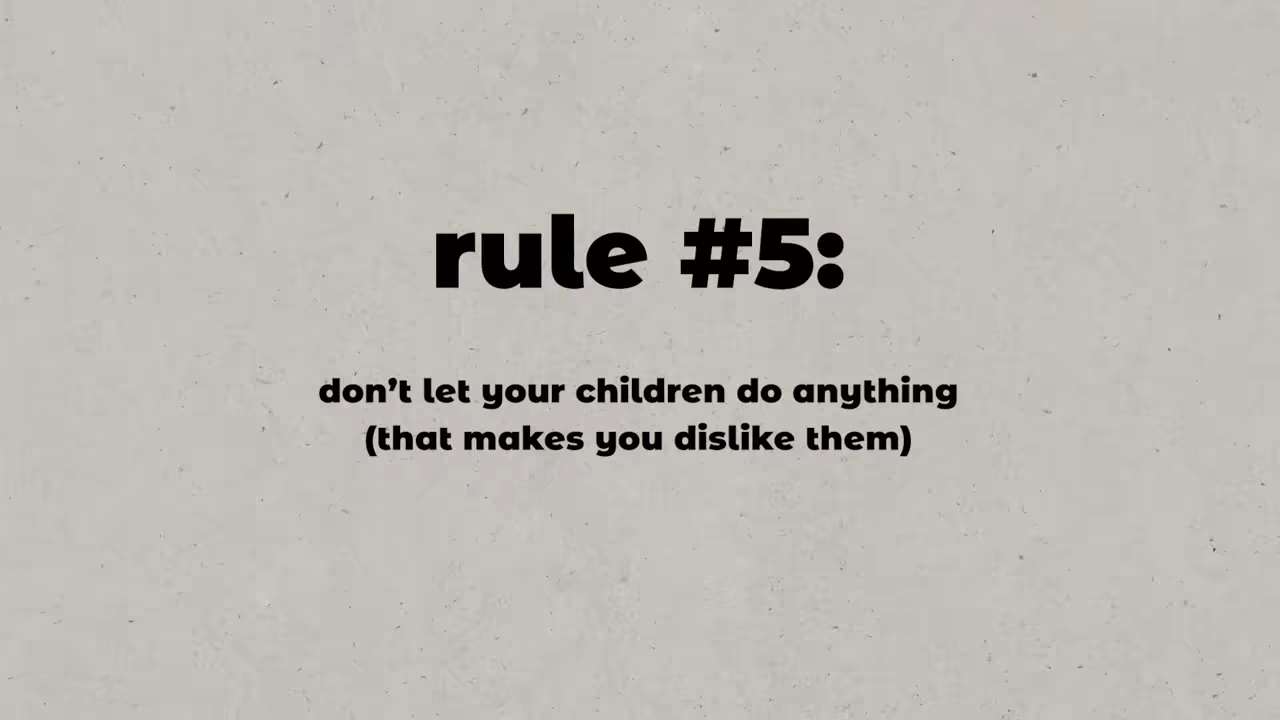 rule #5:
don’t let your children do anything
(that makes you dislike them)